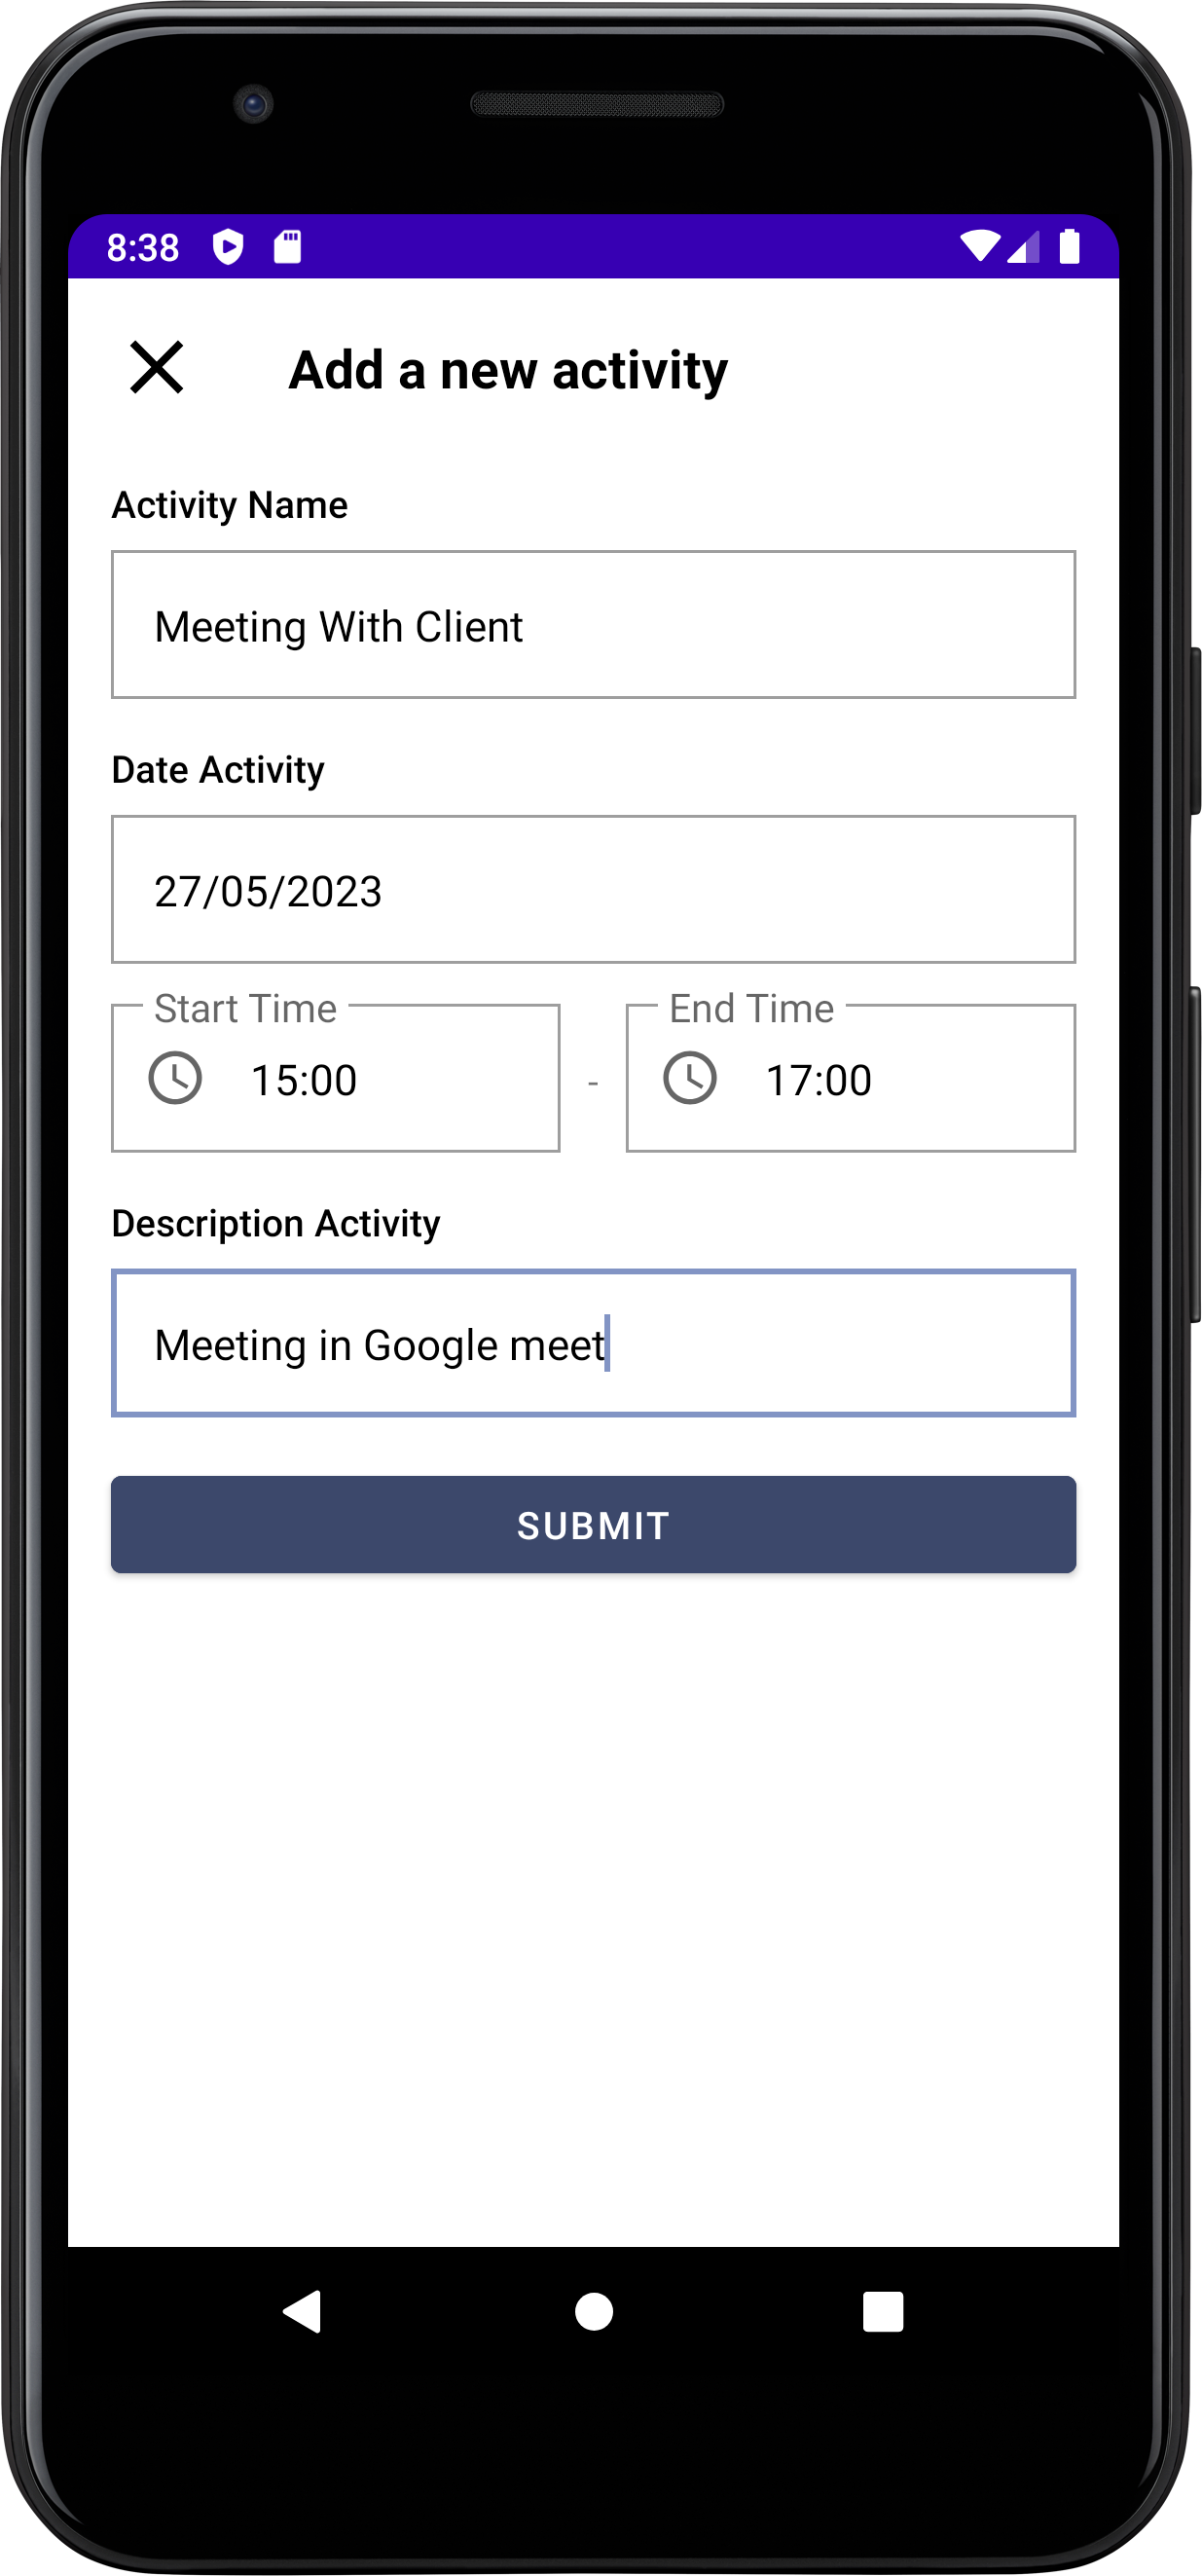 8:38
Add a new activity
Activity Name
Meeting With Client
Date Activity
27/05/2023
Start Time End Time
15:00 - 17:00
Description Activity
Meeting in Google meet
SUBMIT